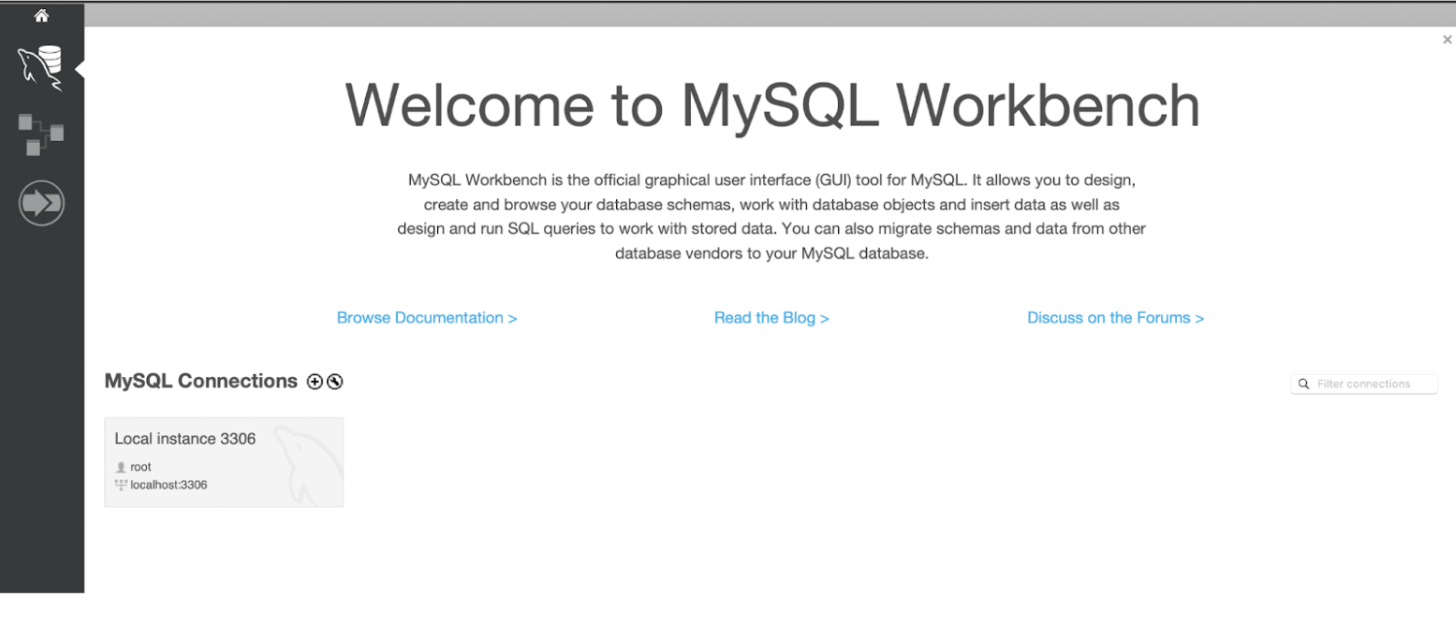 Welcome to MySQL Workbench
MySQL Workbench is the official graphical user interface (GUI) tool for MySQL. It allows you to design,
create and browse your database schemas, work with database objects and insert data as well as
design and run SQL queries to work with stored data. You can also migrate schemas and data from other
database vendors to your MySQL database.
Browse Documentation >
Read the Blog >
Discuss on the Forums >
MySQL Connections
Filter connections
Local instance 3306
root
localhost:3306